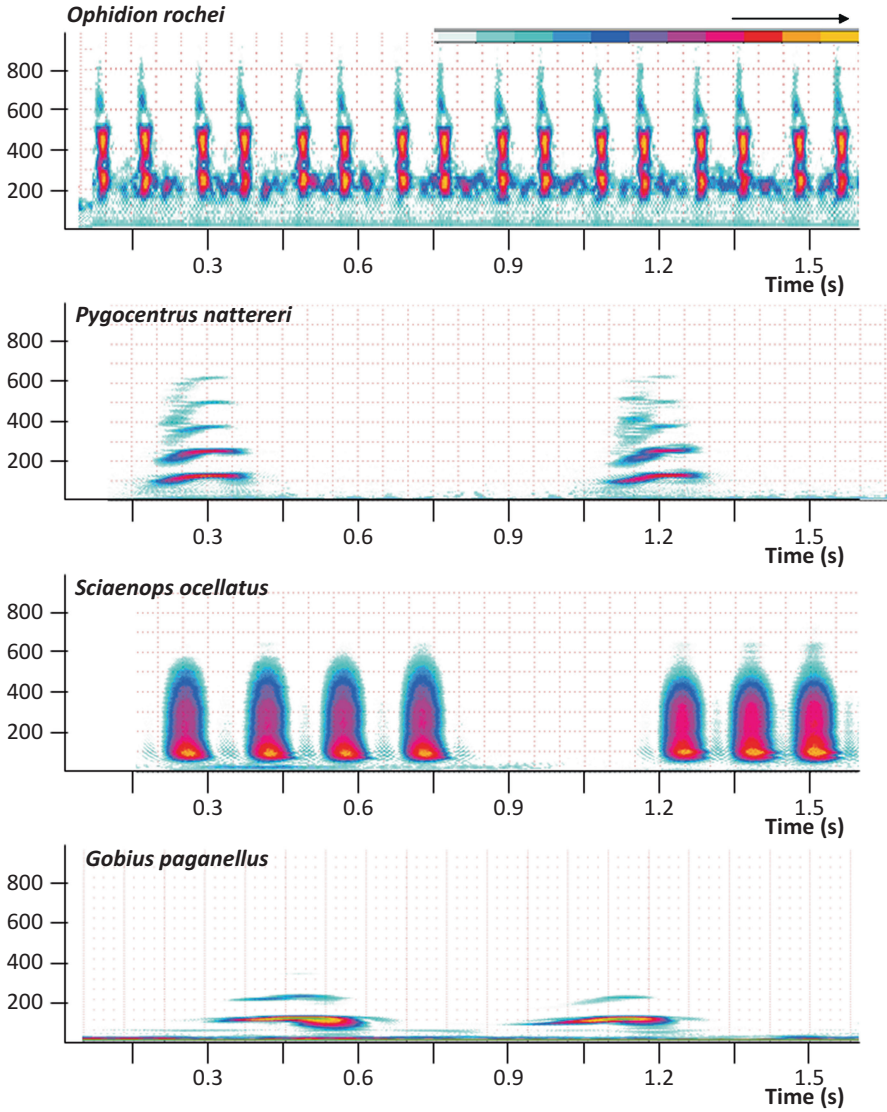 Ophidion rochei
800
600
400
200
0.3 0.6 0.9 1.2 1.5
Time (s)
Pygocentrus nattereri
800
600
400
200
0.3 0.6 0.9 1.2 1.5
Time (s)
Sciaenops ocellatus
800
600
400
200
0.3 0.6 0.9 1.2 1.5
Time (s)
Gobius paganellus
800
600
400
200
0.3 0.6 0.9 1.2 1.5
Time (s)